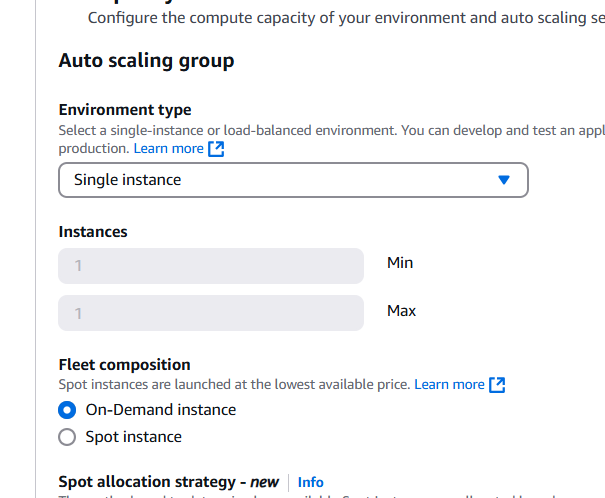 Configure the compute capacity of your environment and auto scaling se
Auto scaling group
Environment type
Select a single-instance or load-balanced environment. You can develop and test an appl
production. Learn more
Single instance
Instances
1 Min
1 Max
Fleet composition
Spot instances are launched at the lowest available price. Learn more
On-Demand instance
Spot instance
Spot allocation strategy - new Info